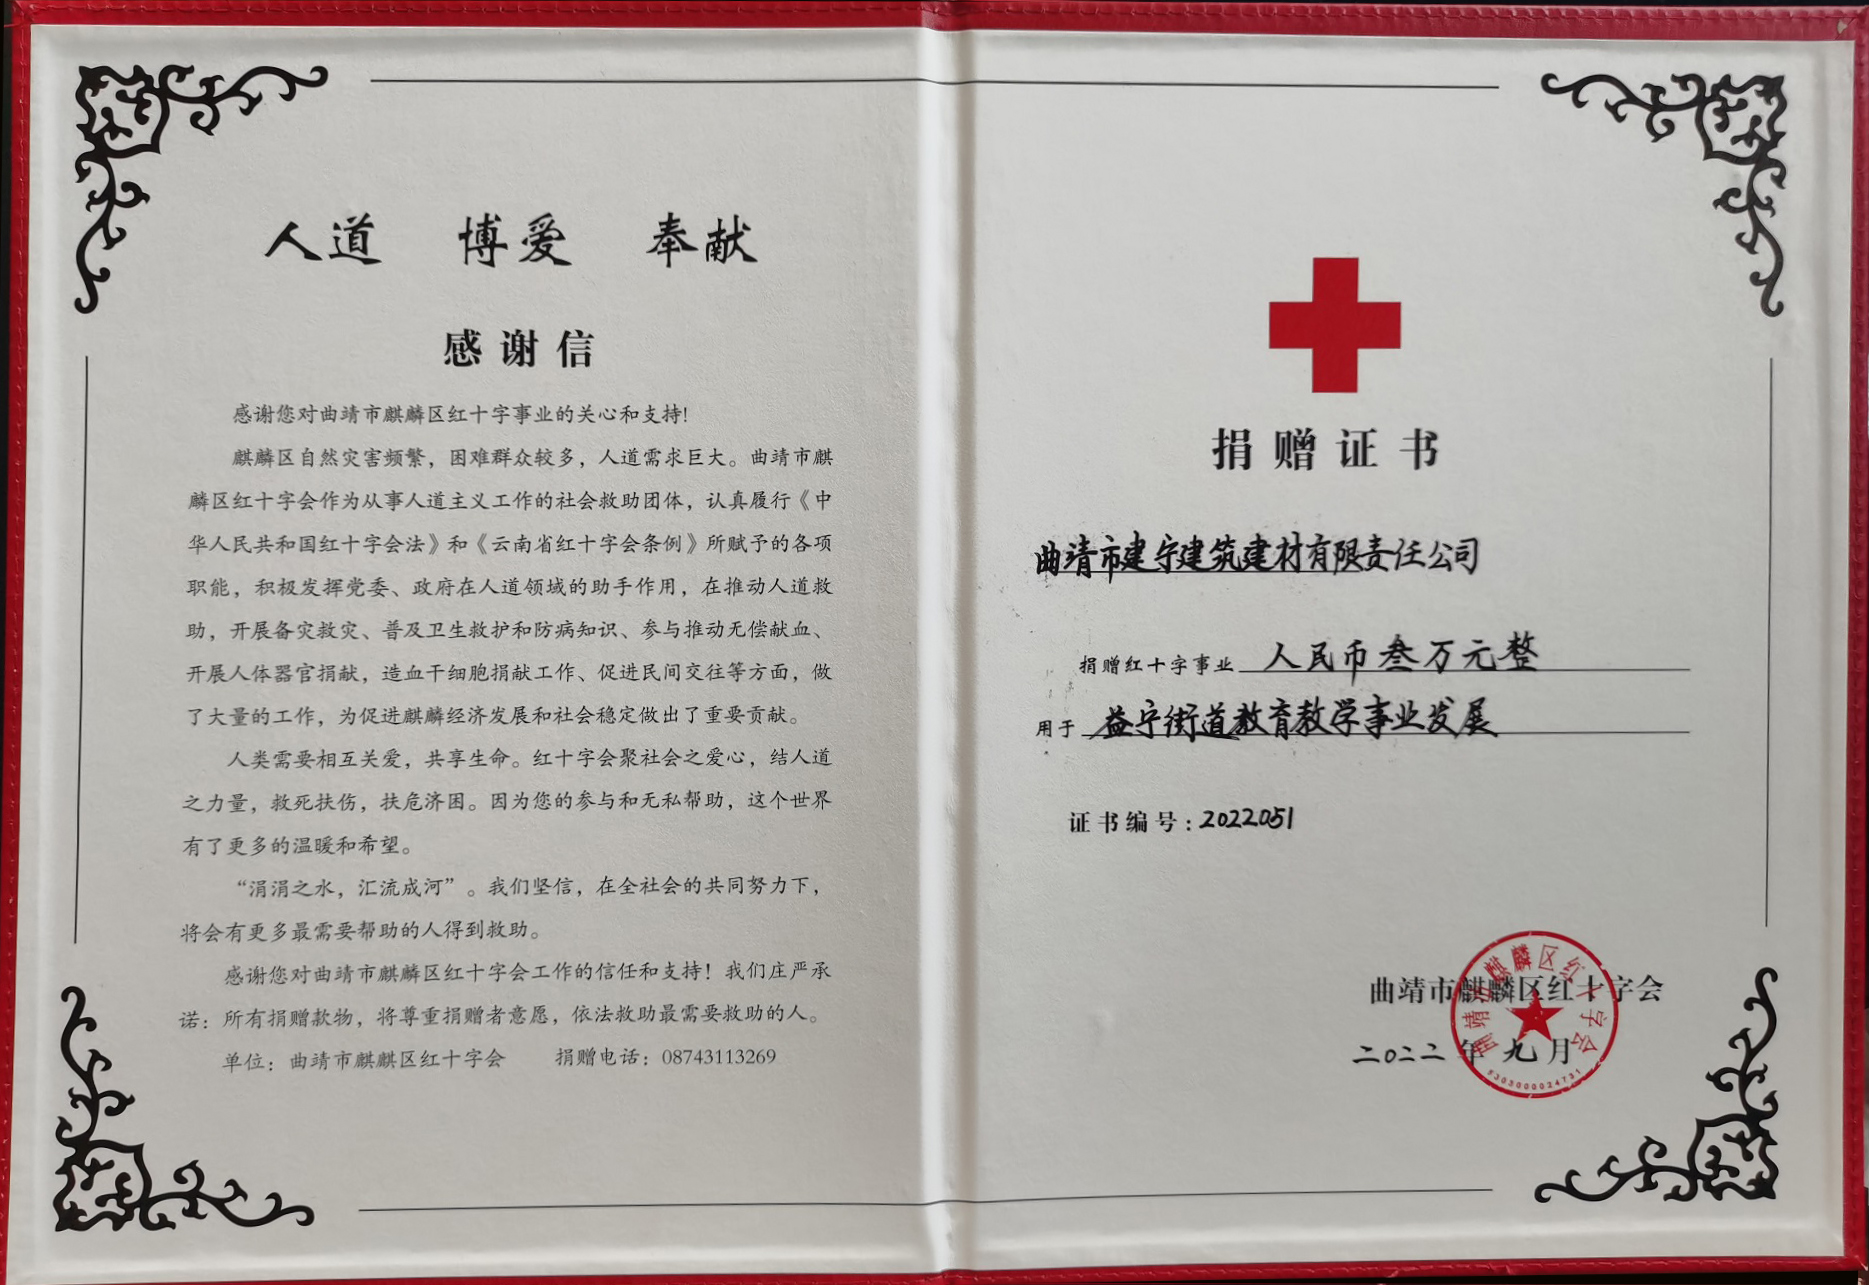 人道 博爱 奉献
感谢信
感谢您对曲靖市麒麟区红十字事业的关心和支持!
麒麟区自然灾害频繁，困难群众较多，人道需求巨大。曲靖市麒
麟区红十字会作为从事人道主义工作的社会救助团体，认真履行《中
华人民共和国红十字会法》和《云南省红十字会条例》所赋予的各项
职能，积极发挥党委、政府在人道领域的助手作用，在推动人道救
助，开展备灾救灾、普及卫生救护和防病知识、参与推动无偿献血、
开展人体器官捐献，造血干细胞捐献工作、促进民间交往等方面，做
了大量的工作，为促进麒麟经济发展和社会稳定做出了重要贡献。
人类需要相互关爱，共享生命。红十字会聚社会之爱心，结人道
之力量，救死扶伤，扶危济困。因为您的参与和无私帮助，这个世界
有了更多的温暖和希望。
“涓涓之水，汇流成河”。我们坚信，在全社会的共同努力下，
将会有更多最需要帮助的人得到救助。
感谢您对曲靖市麒麟区红十字会工作的信任和支持！我们庄严承
诺：所有捐赠款物，将尊重捐赠者意愿，依法救助最需要救助的人。
单位：曲靖市麒麒区红十字会 捐赠电话：08743113269
捐赠证书
曲靖市建宁建筑建材有限责任公司
捐赠红十字事业 人民币叁万元整
用于 益宁街道教育教学事业发展
证书编号：2022051
曲靖市麒麟区红十字会
二〇二二年九月
曲靖市麒麟区红十字会
5303000024731